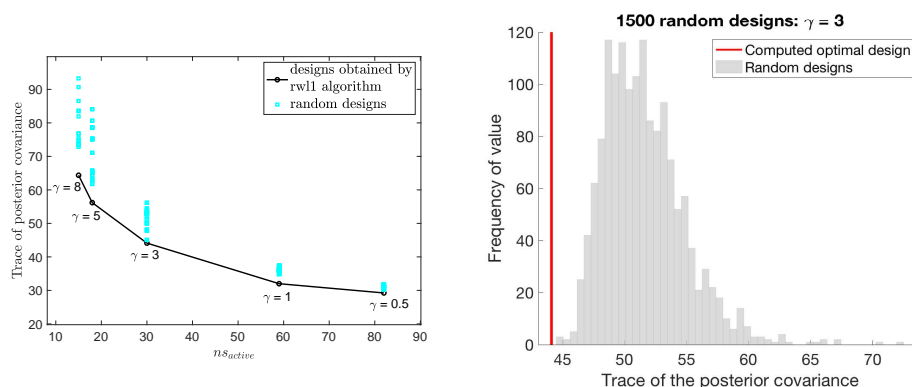 designs obtained by
rwl1 algorithm
random designs
Trace of posterior covariance
90
80
70
60
50
40
30
20
γ = 8
γ = 5
γ = 3
γ = 1
γ = 0.5
10 20 30 40 50 60 70 80 90
ns_active
1500 random designs: γ = 3
Computed optimal design
Random designs
Frequency of value
120
100
80
60
40
20
0
45 50 55 60 65 70
Trace of the posterior covariance